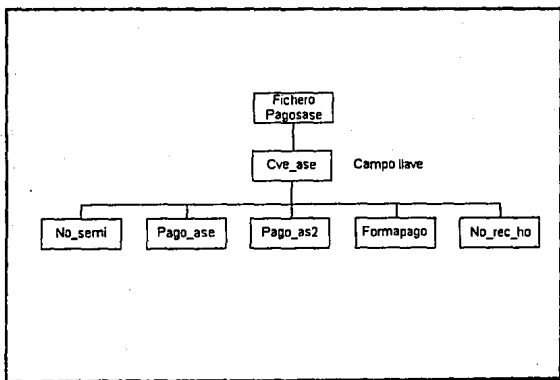 Fichero
Pagosase
Cve_ase
Campo llave
No_semi
Pago_ase
Pago_as2
Formapago
No_rec_ho